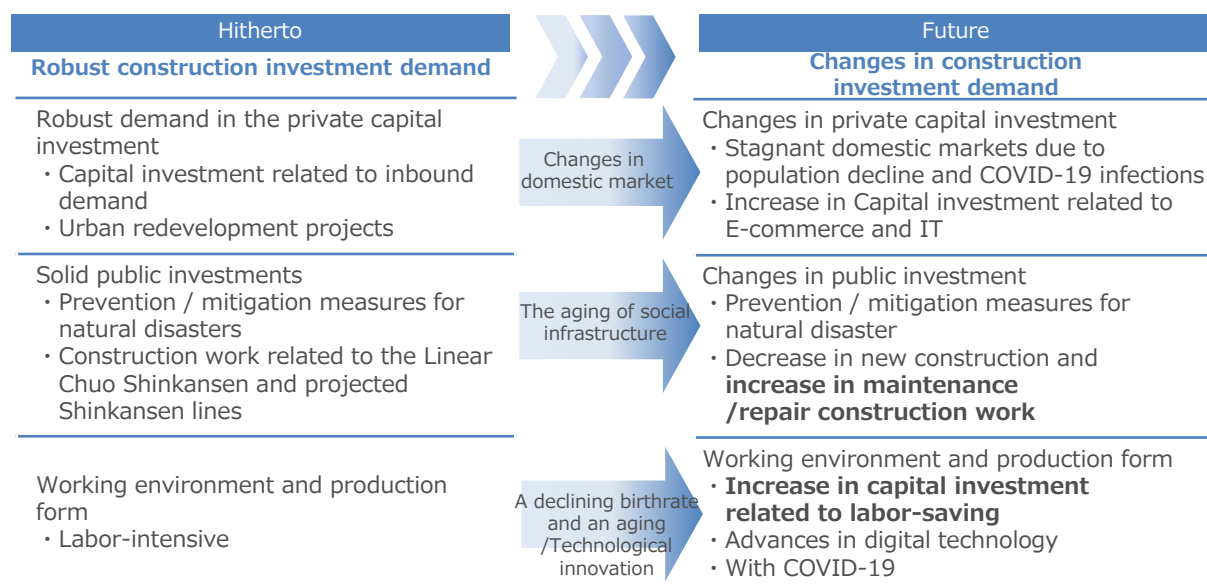 Hitherto
Future
Robust construction investment demand
Changes in construction
investment demand
Robust demand in the private capital
investment
・Capital investment related to inbound
demand
・Urban redevelopment projects
Changes in
domestic market
Changes in private capital investment
・Stagnant domestic markets due to
population decline and COVID-19 infections
・Increase in Capital investment related to
E-commerce and IT
Solid public investments
・Prevention / mitigation measures for
natural disasters
・Construction work related to the Linear
Chuo Shinkansen and projected
Shinkansen lines
The aging of social
infrastructure
Changes in public investment
・Prevention / mitigation measures for
natural disaster
・Decrease in new construction and
increase in maintenance
/repair construction work
Working environment and production
form
・Labor-intensive
A declining birthrate
and an aging
/Technological
innovation
Working environment and production form
・Increase in capital investment
related to labor-saving
・Advances in digital technology
・With COVID-19